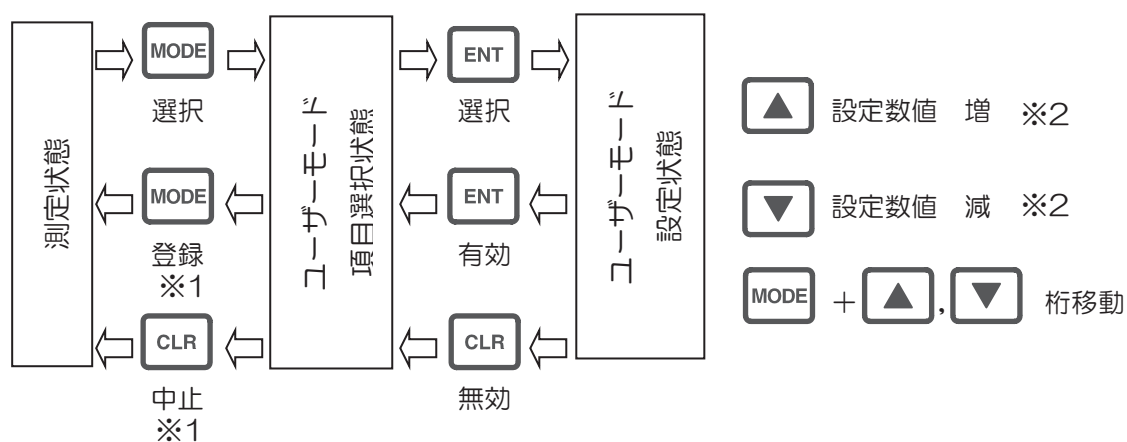 測定状態
MODE
選択
MODE
登録
※1
CLR
中止
※1
ユーザーモード
項目選択状態
ENT
選択
ENT
有効
CLR
無効
ユーザーモード
設定状態
▲ 設定数値 増 ※2
▼ 設定数値 減 ※2
MODE +▲,▼ 桁移動